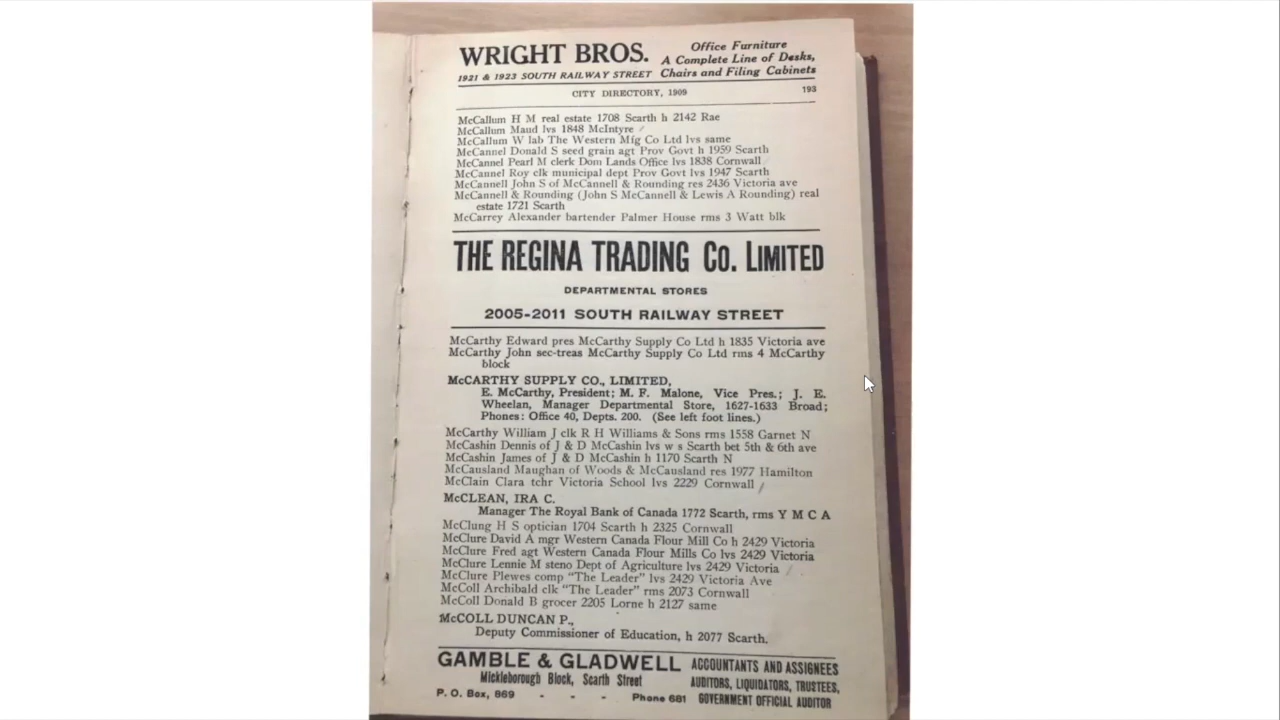 WRIGHT BROS. Office Furniture
A Complete Line of Desks,
1921 & 1923 SOUTH RAILWAY STREET Chairs and Filing Cabinets
CITY DIRECTORY, 1909 193
McCallum H M real estate 1708 Scarth h 2142 Rae
McCallum Maud lvs 1848 McIntyre
McCallum W lab The Western Mfg Co Ltd lvs same
McCannel Donald S seed grain agt Prov Govt h 1959 Scarth
McCannel Pearl M clerk Dom Lands Office lvs 1838 Cornwall
McCannel Roy clk municipal dept Prov Govt lvs 1947 Scarth
McCannell John S of McCannell & Rounding res 2436 Victoria ave
McCannell & Rounding (John S McCannell & Lewis A Rounding) real
estate 1721 Scarth
McCarrey Alexander bartender Palmer House rms 3 Watt blk
THE REGINA TRADING CO. LIMITED
DEPARTMENTAL STORES
2005-2011 SOUTH RAILWAY STREET
McCarthy Edward pres McCarthy Supply Co Ltd h 1835 Victoria ave
McCarthy John sec-treas McCarthy Supply Co Ltd rms 4 McCarthy
block
McCARTHY SUPPLY CO., LIMITED,
E. McCarthy, President; M. F. Malone, Vice Pres.; J. E.
Wheelan, Manager Departmental Store, 1627-1633 Broad;
Phones: Office 40, Depts. 200. (See left foot lines.)
McCarthy William J clk R H Williams & Sons rms 1558 Garnet N
McCashin Dennis of J & D McCashin lvs w s Scarth bet 5th & 6th ave
McCashin James of J & D McCashin h 1170 Scarth N
McCausland Maughan of Woods & McCausland res 1977 Hamilton
McClain Clara tchr Victoria School lvs 2229 Cornwall
McCLEAN, IRA C.
Manager The Royal Bank of Canada 1772 Scarth, rms Y M C A
McClung H S optician 1704 Scarth h 2325 Cornwall
McClure David A mgr Western Canada Flour Mill Co h 2429 Victoria
McClure Fred agt Western Canada Flour Mills Co lvs 2429 Victoria
McClure Lennie M steno Dept of Agriculture lvs 2429 Victoria
McClure Plewes comp "The Leader" lvs 2429 Victoria Ave
McColl Archibald clk "The Leader" rms 2073 Cornwall
McColl Donald B grocer 2205 Lorne h 2127 same
McCOLL DUNCAN P.,
Deputy Commissioner of Education, h 2077 Scarth.
GAMBLE & GLADWELL ACCOUNTANTS AND ASSIGNEES
Mickleborough Block, Scarth Street AUDITORS, LIQUIDATORS, TRUSTEES,
P. O. Box, 869 - - - Phone 681 GOVERNMENT OFFICIAL AUDITOR